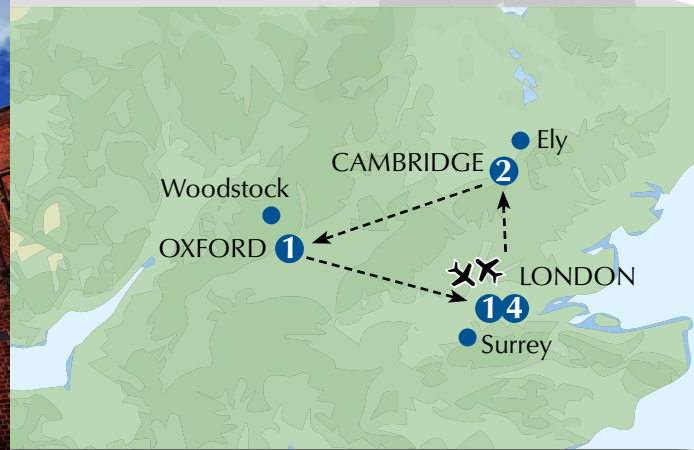 Ely
CAMBRIDGE 2
Woodstock
OXFORD 1
LONDON
1 4
Surrey